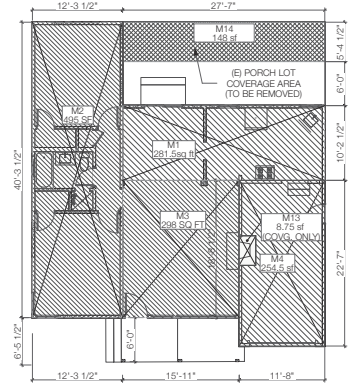 12'-3 1/2"
27'-7"
M14
148 sf
5'-4 1/2"
(E) PORCH LOT
COVERAGE AREA
(TO BE REMOVED)
6'-0"
M2
495 SF
M1
281.5sq ft
10'-2 1/2"
40'-3 1/2"
M3
298 SQ FT
M13
8.75 sf
(COVG. ONLY)
M4
254.5 sft
22'-7"
6'-5 1/2"
6'-0"
12'-3 1/2"
15'-11"
11'-8"